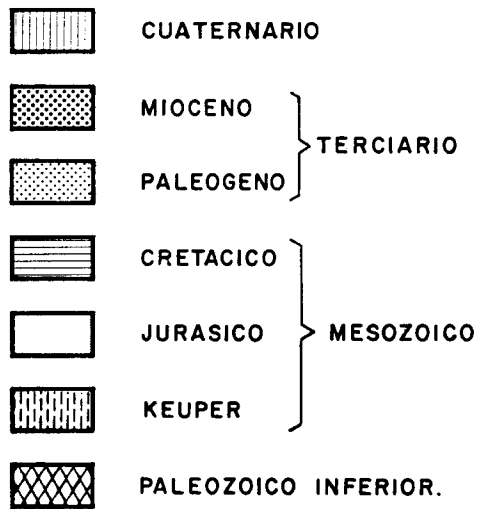 CUATERNARIO
MIOCENO
TERCIARIO
PALEOGENO
CRETACICO
JURASICO
MESOZOICO
KEUPER
PALEOZOICO INFERIOR.